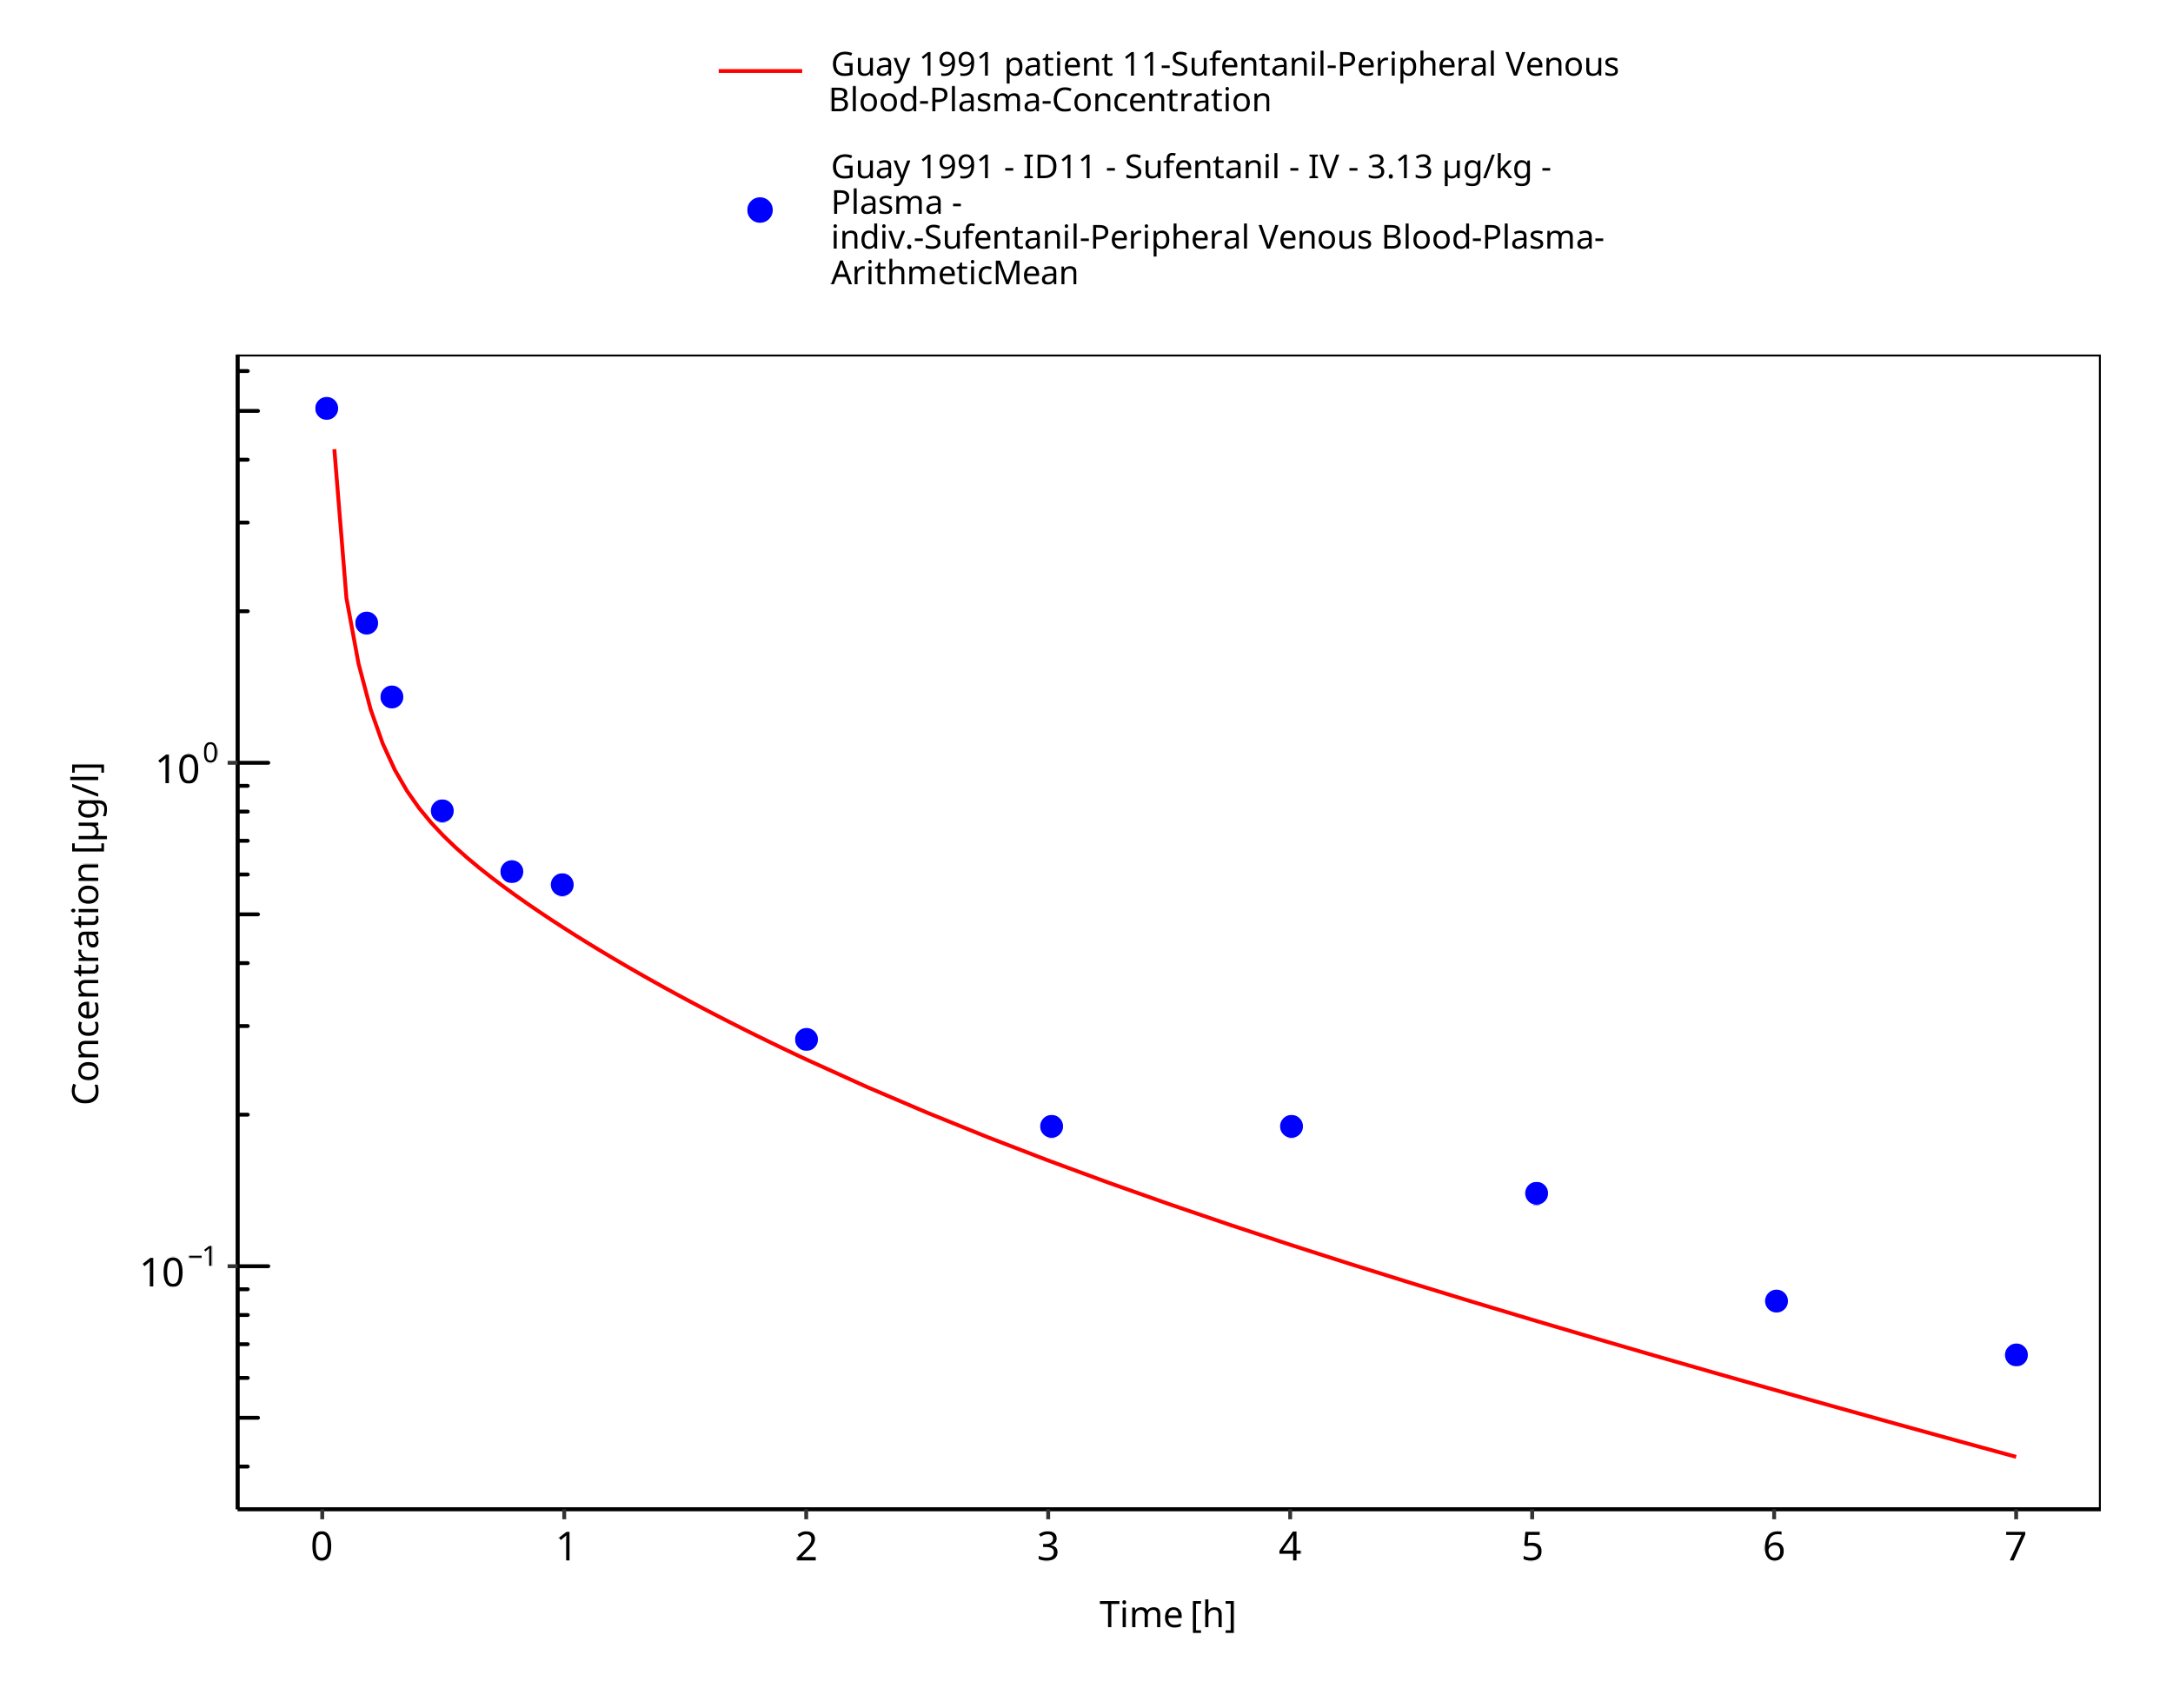 Guay 1991 patient 11-Sufentanil-Peripheral Venous
Blood-Plasma-Concentration
Guay 1991 - ID11 - Sufentanil - IV - 3.13 µg/kg -
Plasma -
indiv.-Sufentanil-Peripheral Venous Blood-Plasma-
ArithmeticMean
Concentration [µg/l]
10⁰
10⁻¹
0 1 2 3 4 5 6 7
Time [h]